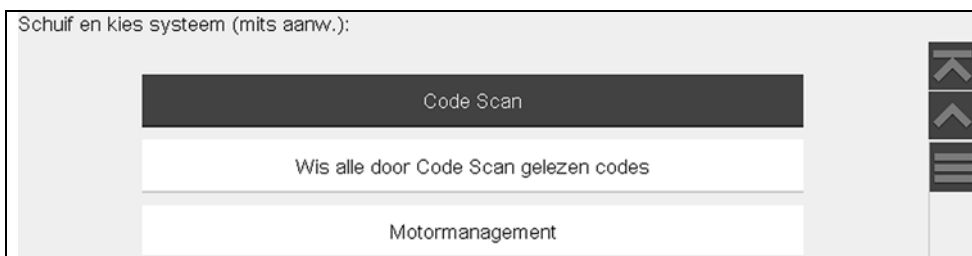 Schuif en kies systeem (mits aanw.):
Code Scan
Wis alle door Code Scan gelezen codes
Motormanagement